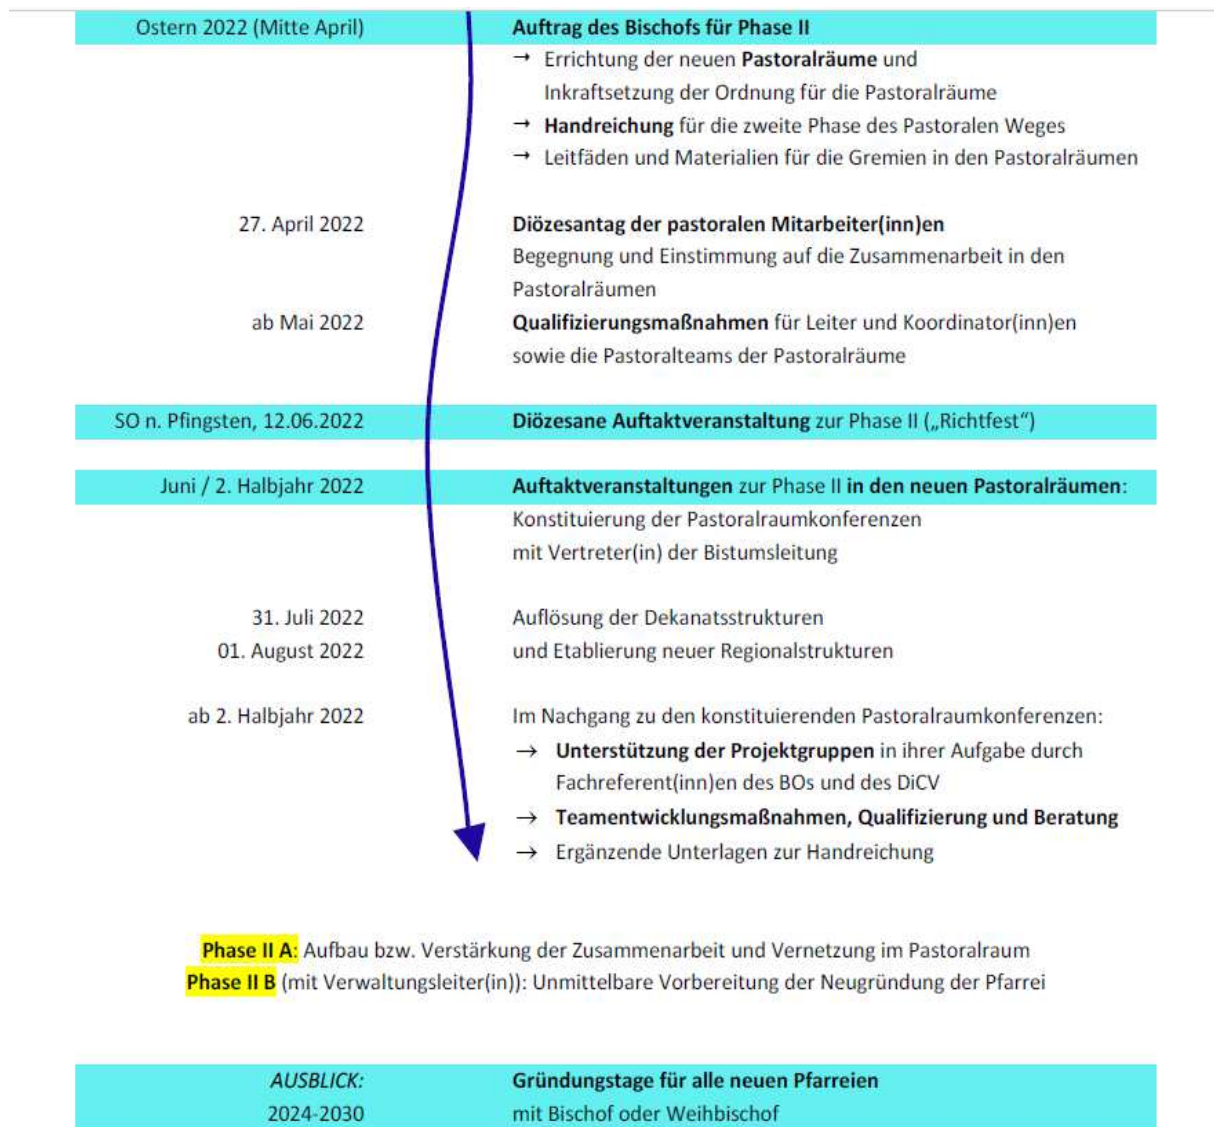 Ostern 2022 (Mitte April) Auftrag des Bischofs für Phase II
→ Errichtung der neuen Pastoralräume und
Inkraftsetzung der Ordnung für die Pastoralräume
→ Handreichung für die zweite Phase des Pastoralen Weges
→ Leitfäden und Materialien für die Gremien in den Pastoralräumen
27. April 2022 Diözesantag der pastoralen Mitarbeiter(inn)en
Begegnung und Einstimmung auf die Zusammenarbeit in den
Pastoralräumen
ab Mai 2022 Qualifizierungsmaßnahmen für Leiter und Koordinator(inn)en
sowie die Pastoralteams der Pastoralräume
SO n. Pfingsten, 12.06.2022 Diözesane Auftaktveranstaltung zur Phase II („Richtfest“)
Juni / 2. Halbjahr 2022 Auftaktveranstaltungen zur Phase II in den neuen Pastoralräumen:
Konstituierung der Pastoralraumkonferenzen
mit Vertreter(in) der Bistumsleitung
31. Juli 2022 Auflösung der Dekanatsstrukturen
01. August 2022 und Etablierung neuer Regionalstrukturen
ab 2. Halbjahr 2022 Im Nachgang zu den konstituierenden Pastoralraumkonferenzen:
→ Unterstützung der Projektgruppen in ihrer Aufgabe durch
Fachreferent(inn)en des BOs und des DiCV
→ Teamentwicklungsmaßnahmen, Qualifizierung und Beratung
→ Ergänzende Unterlagen zur Handreichung
Phase II A: Aufbau bzw. Verstärkung der Zusammenarbeit und Vernetzung im Pastoralraum
Phase II B (mit Verwaltungsleiter(in)): Unmittelbare Vorbereitung der Neugründung der Pfarrei
AUSBLICK: Gründungstage für alle neuen Pfarreien
2024-2030 mit Bischof oder Weihbischof